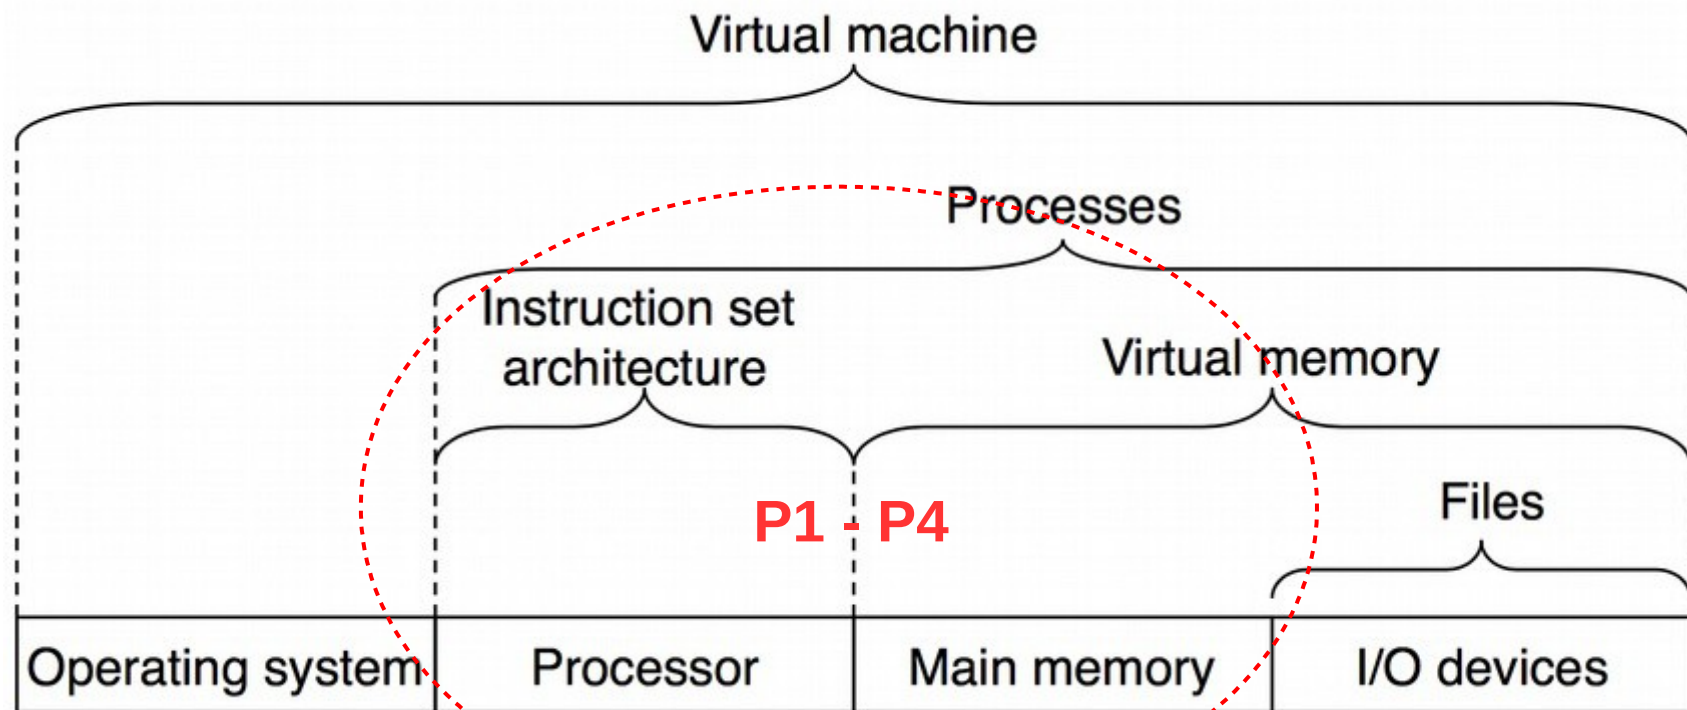 Virtual machine
Processes
Instruction set
architecture
Virtual memory
Files
P1 - P4
Operating system
Processor
Main memory
I/O devices